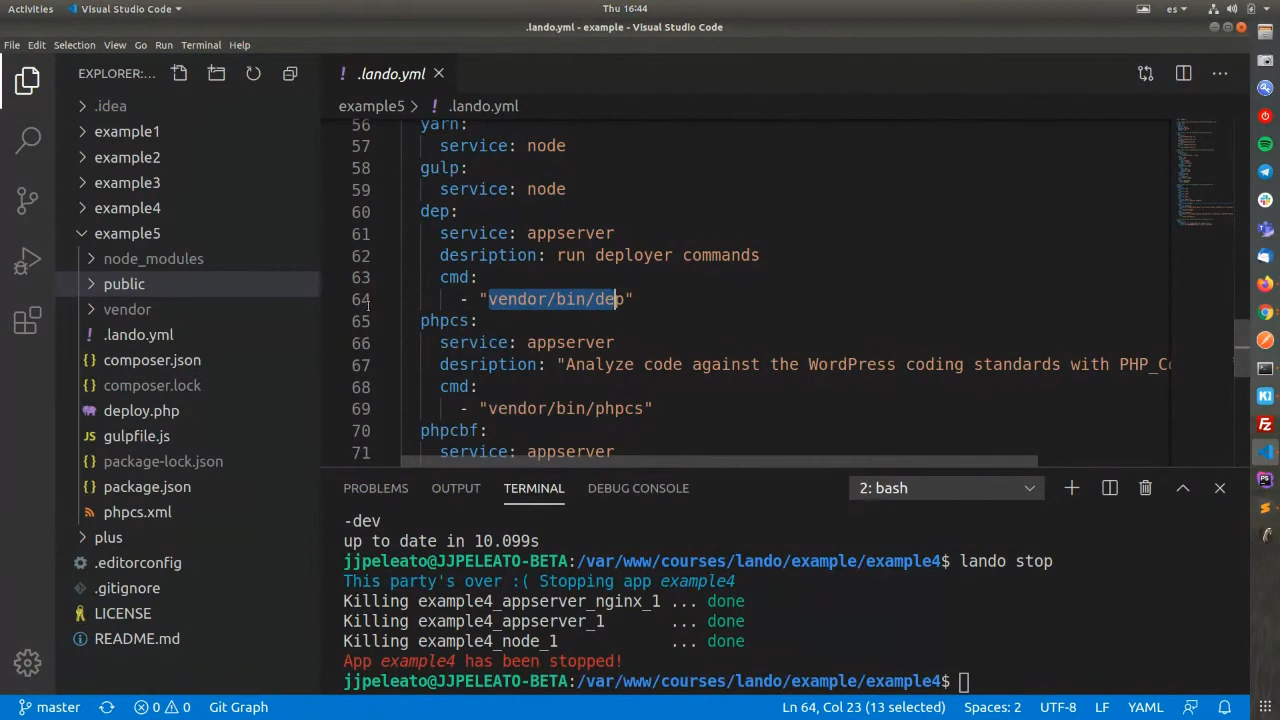 Activities
Visual Studio Code
Thu 16:44
es
.lando.yml - example - Visual Studio Code
File Edit Selection View Go Run Terminal Help
EXPLORER:...
.idea
example1
example2
example3
example4
example5
node_modules
public
vendor
.lando.yml
composer.json
composer.lock
deploy.php
gulpfile.js
package-lock.json
package.json
phpcs.xml
plus
.editorconfig
.gitignore
LICENSE
README.md
.lando.yml
example5 > .lando.yml
56 yarn:
57 service: node
58 gulp:
59 service: node
60 dep:
61 service: appserver
62 desription: run deployer commands
63 cmd:
64 - "vendor/bin/dep"
65 phpcs:
66 service: appserver
67 desription: "Analyze code against the WordPress coding standards with PHP_C
68 cmd:
69 - "vendor/bin/phpcs"
70 phpcbf:
71 service: appserver
PROBLEMS OUTPUT TERMINAL DEBUG CONSOLE 2: bash
-dev
up to date in 10.099s
jjpeleato@JJPELEATO-BETA:/var/www/courses/lando/example/example4$ lando stop
This party's over :( Stopping app example4
Killing example4_appserver_nginx_1 ... done
Killing example4_appserver_1 ... done
Killing example4_node_1 ... done
App example4 has been stopped!
jjpeleato@JJPELEATO-BETA:/var/www/courses/lando/example/example4$
master 0 0 Git Graph Ln 64, Col 23 (13 selected) Spaces: 2 UTF-8 LF YAML